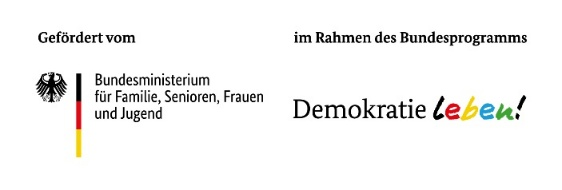 Gefördert vom
Bundesministerium
für Familie, Senioren, Frauen
und Jugend
im Rahmen des Bundesprogramms
Demokratie leben!